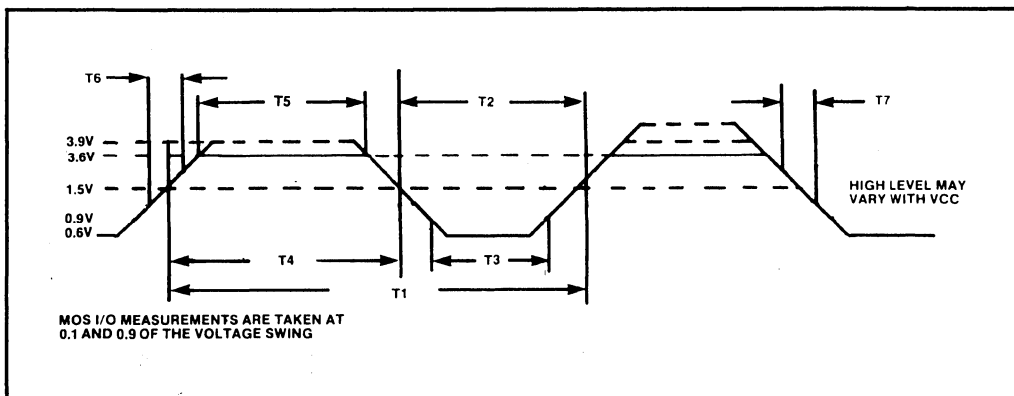 T6
T5
T2
T7
3.9V
3.6V
1.5V
HIGH LEVEL MAY
VARY WITH VCC
0.9V
0.6V
T4
T3
T1
MOS I/O MEASUREMENTS ARE TAKEN AT
0.1 AND 0.9 OF THE VOLTAGE SWING